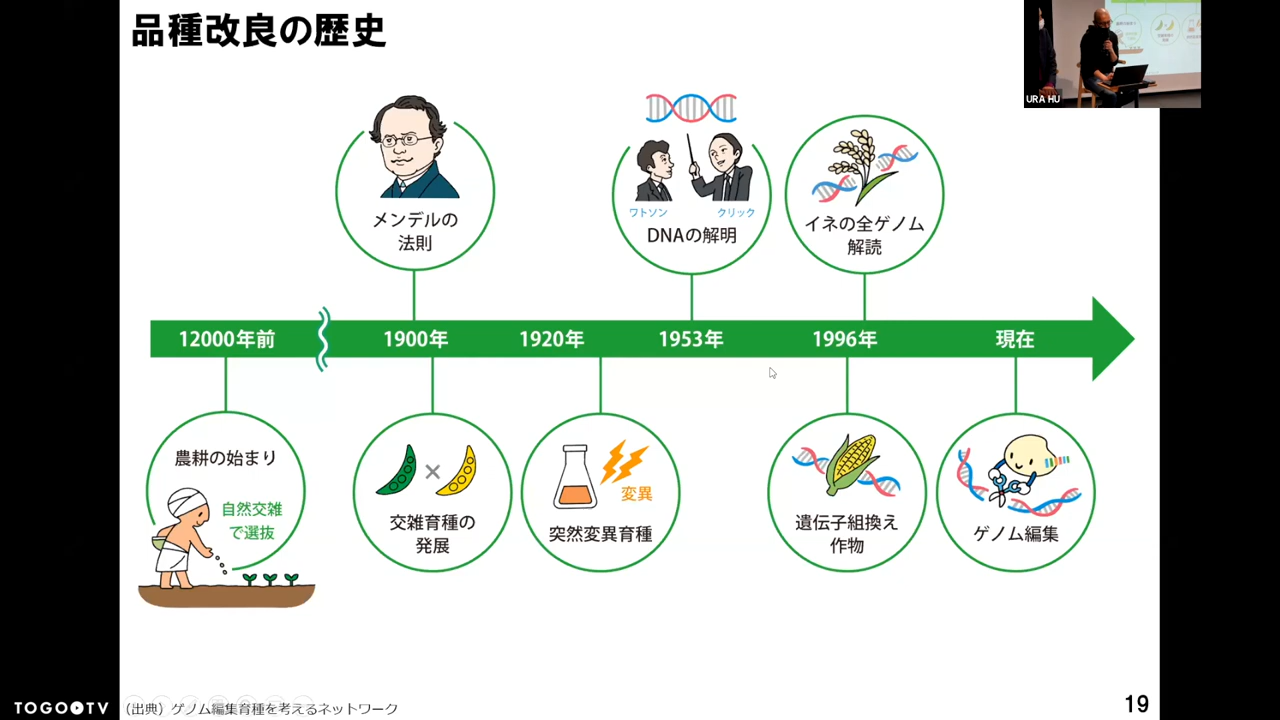 品種改良の歴史
URA HU
メンデルの
法則
ワトソン
クリック
DNAの解明
イネの全ゲノム
解読
12000年前
1900年
1920年
1953年
1996年
現在
農耕の始まり
自然交雑
で選抜
交雑育種の
発展
変異
突然変異育種
遺伝子組換え
作物
ゲノム編集
TOGOTV
（出典）ゲノム編集育種を考えるネットワーク
19